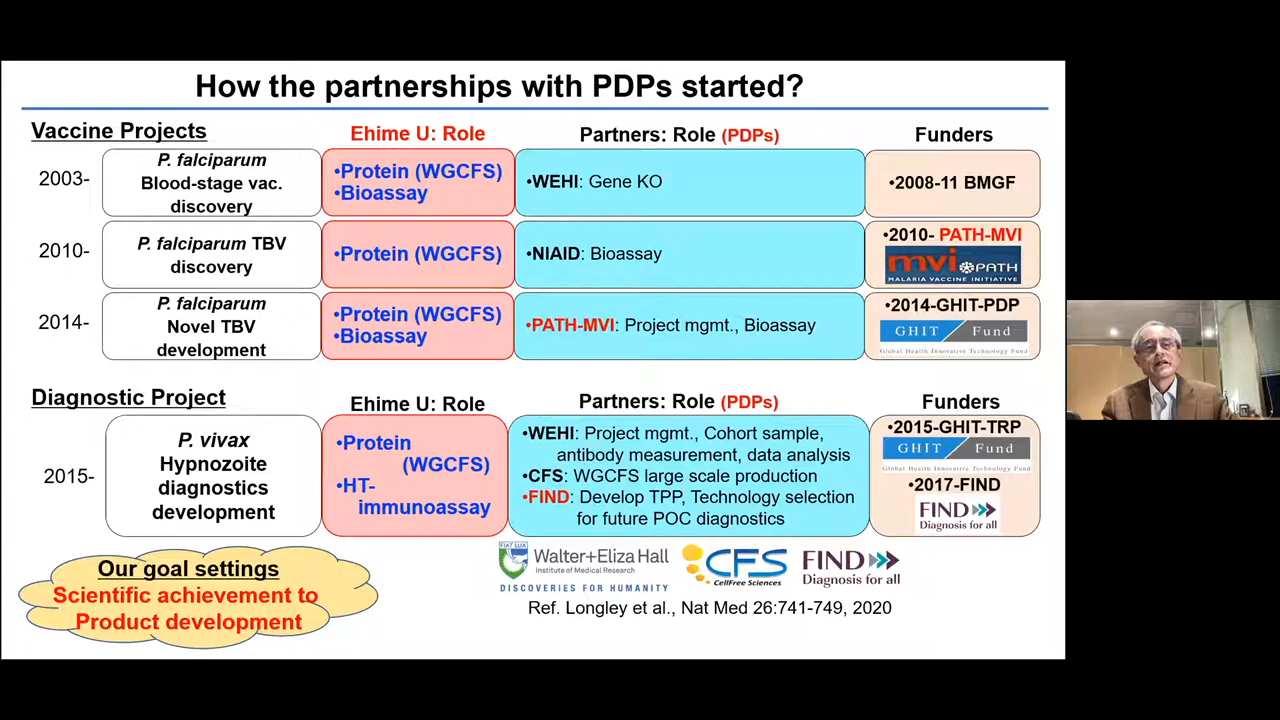 How the partnerships with PDPs started?
Vaccine Projects
Ehime U: Role
Partners: Role (PDPs)
Funders
2003-
P. falciparum
Blood-stage vac.
discovery
•Protein (WGCFS)
•Bioassay
•WEHI: Gene KO
•2008-11 BMGF
2010-
P. falciparum TBV
discovery
•Protein (WGCFS)
•NIAID: Bioassay
•2010- PATH-MVI
mvi PATH
MALARIA VACCINE INITIATIVE
2014-
P. falciparum
Novel TBV
development
•Protein (WGCFS)
•Bioassay
•PATH-MVI: Project mgmt., Bioassay
•2014-GHIT-PDP
GHIT Fund
Global Health Innovative Technology Fund
Diagnostic Project
Ehime U: Role
Partners: Role (PDPs)
Funders
2015-
P. vivax
Hypnozoite
diagnostics
development
•Protein
(WGCFS)
•HT-
immunoassay
•WEHI: Project mgmt., Cohort sample,
antibody measurement, data analysis
•CFS: WGCFS large scale production
•FIND: Develop TPP, Technology selection
for future POC diagnostics
•2015-GHIT-TRP
GHIT Fund
Global Health Innovative Technology Fund
•2017-FIND
FIND
Diagnosis for all
Our goal settings
Scientific achievement to
Product development
FIAT LUX
Walter+Eliza Hall
Institute of Medical Research
DISCOVERIES FOR HUMANITY
CFS
CellFree Sciences
FIND
Diagnosis for all
Ref. Longley et al., Nat Med 26:741-749, 2020